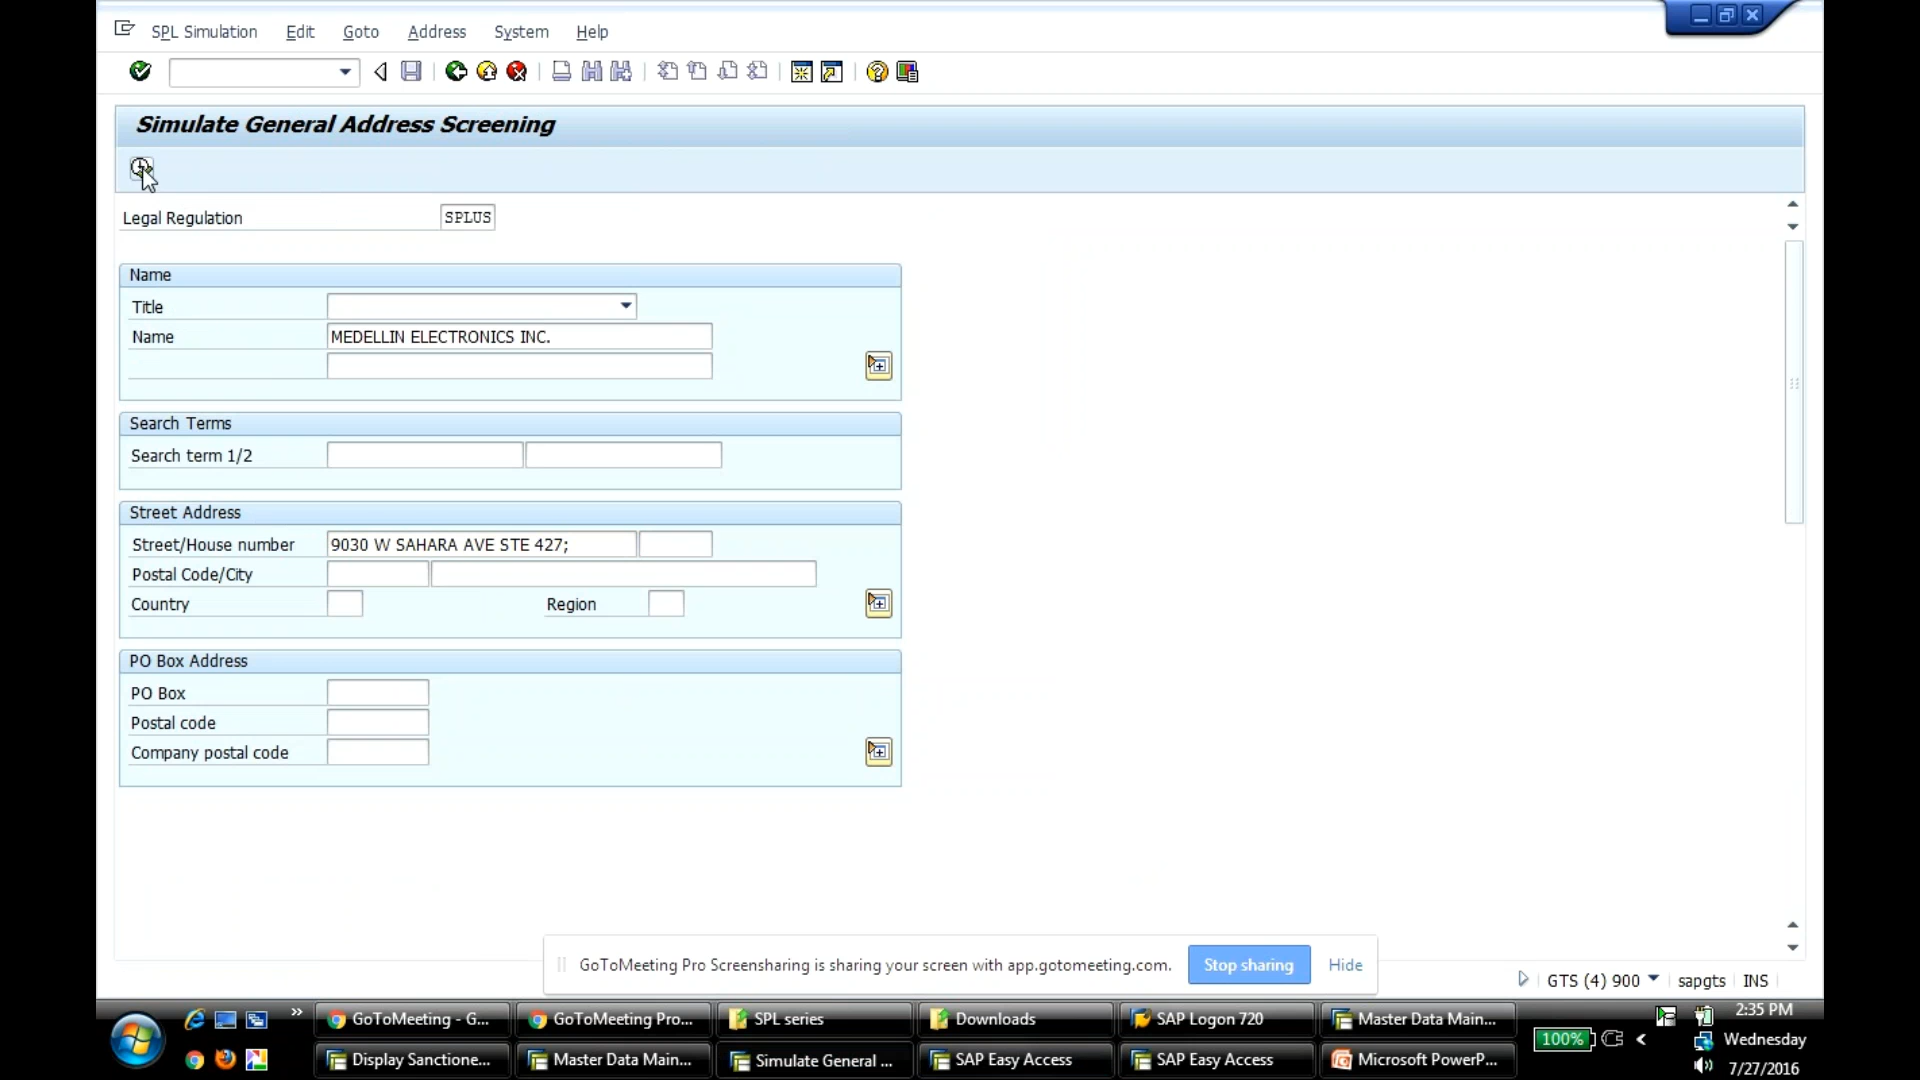 SPL Simulation Edit Goto Address System Help
Simulate General Address Screening
Legal Regulation SPLUS
Name
Title
Name MEDELLIN ELECTRONICS INC.
Search Terms
Search term 1/2
Street Address
Street/House number 9030 W SAHARA AVE STE 427;
Postal Code/City
Country Region
PO Box Address
PO Box
Postal code
Company postal code
GoToMeeting Pro Screensharing is sharing your screen with app.gotomeeting.com. Stop sharing Hide
GTS (4) 900 sapgts INS
GoToMeeting - G... GoToMeeting Pro... SPL series Downloads SAP Logon 720 Master Data Main... 2:35 PM
100% Wednesday
Display Sanctione... Master Data Main... Simulate General ... SAP Easy Access SAP Easy Access Microsoft PowerP... 7/27/2016